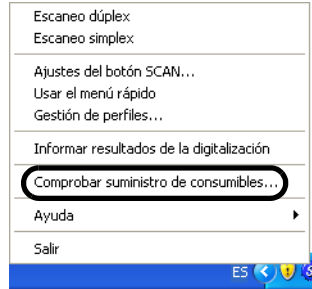 Escaneo dúplex
Escaneo simplex
Ajustes del botón SCAN...
Usar el menú rápido
Gestión de perfiles...
Informar resultados de la digitalización
Comprobar suministro de consumibles...
Ayuda
Salir
ES